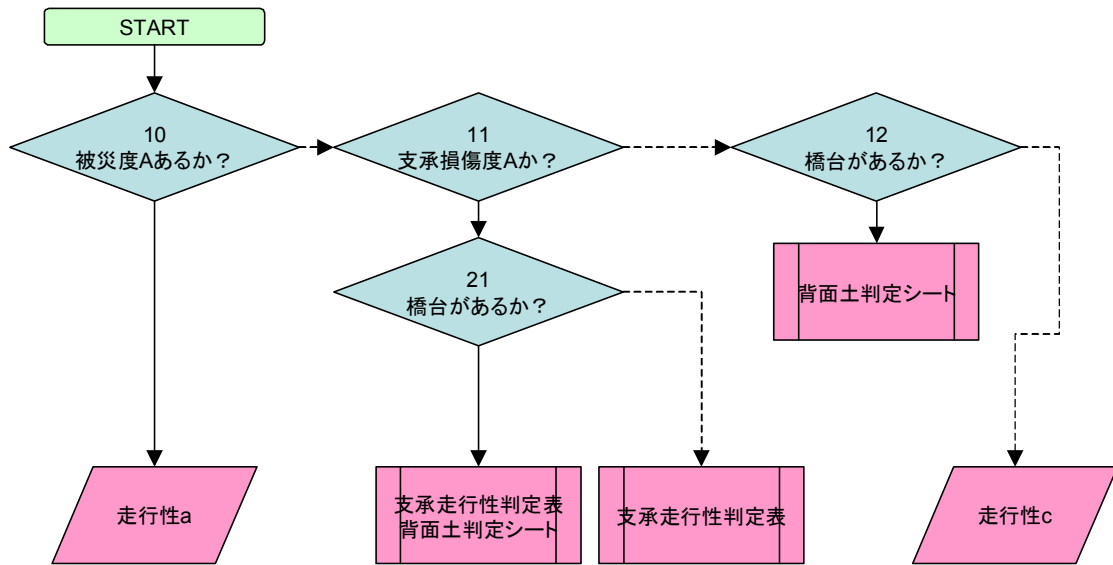 START
10
被災度Aあるか？
11
支承損傷度Aか？
12
橋台があるか？
21
橋台があるか？
背面土判定シート
走行性a
支承走行性判定表
背面土判定シート
支承走行性判定表
走行性c